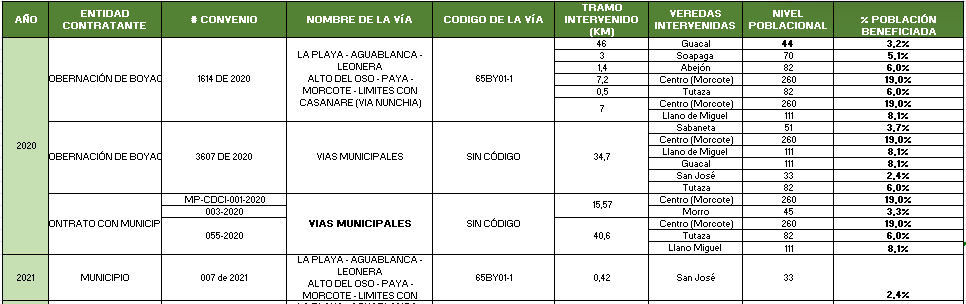 AÑO ENTIDAD CONTRATANTE # CONVENIO NOMBRE DE LA VÍA CODIGO DE LA VÍA TRAMO INTERVENIDO (KM) VEREDAS INTERVENIDAS NIVEL POBLACIONAL % POBLACIÓN BENEFICIADA
2020
OBERNACIÓN DE BOYAC 1614 DE 2020
LA PLAYA - AGUABLANCA -
LEONERA
ALTO DEL OSO - PAYA -
MORCOTE - LIMITES CON
CASANARE (VIA NUNCHIA)
65BY01-1
46 Guacal 44 3,2%
3 Soapaga 70 5,1%
1,4 Abejón 82 6,0%
7,2 Centro (Morcote) 260 19,0%
0,5 Tutaza 82 6,0%
7 Centro (Morcote) 260 19,0%
Llano de Miguel 111 8,1%
OBERNACIÓN DE BOYAC 3607 DE 2020 VIAS MUNICIPALES SIN CÓDIGO 34,7
Sabaneta 51 3,7%
Centro (Morcote) 260 19,0%
Llano de Miguel 111 8,1%
Guacal 111 8,1%
San José 33 2,4%
Tutaza 82 6,0%
ONTRATO CON MUNICIP
MP-CDCI-001-2020
003-2020
055-2020
VIAS MUNICIPALES SIN CÓDIGO
15,57 Centro (Morcote) 260 19,0%
Morro 45 3,3%
40,6 Centro (Morcote) 260 19,0%
Tutaza 82 6,0%
Llano Miguel 111 8,1%
2021 MUNICIPIO 007 de 2021
LA PLAYA - AGUABLANCA -
LEONERA
ALTO DEL OSO - PAYA -
MORCOTE - LIMITES CON
65BY01-1 0,42 San José 33 2,4%